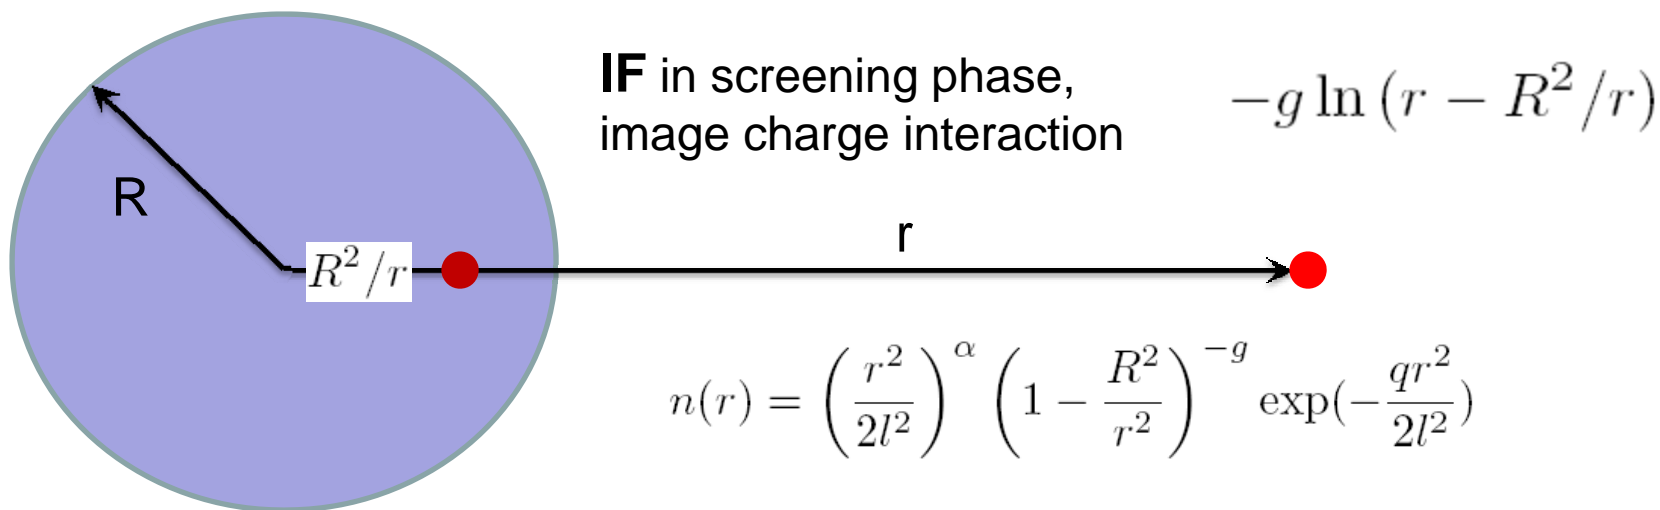 IF in screening phase,
image charge interaction
-g ln (r - R²/r)
R
r
R²/r
n(r) = (r²/2l²)^α (1 - R²/r²)^{-g} exp(-qr²/2l²)